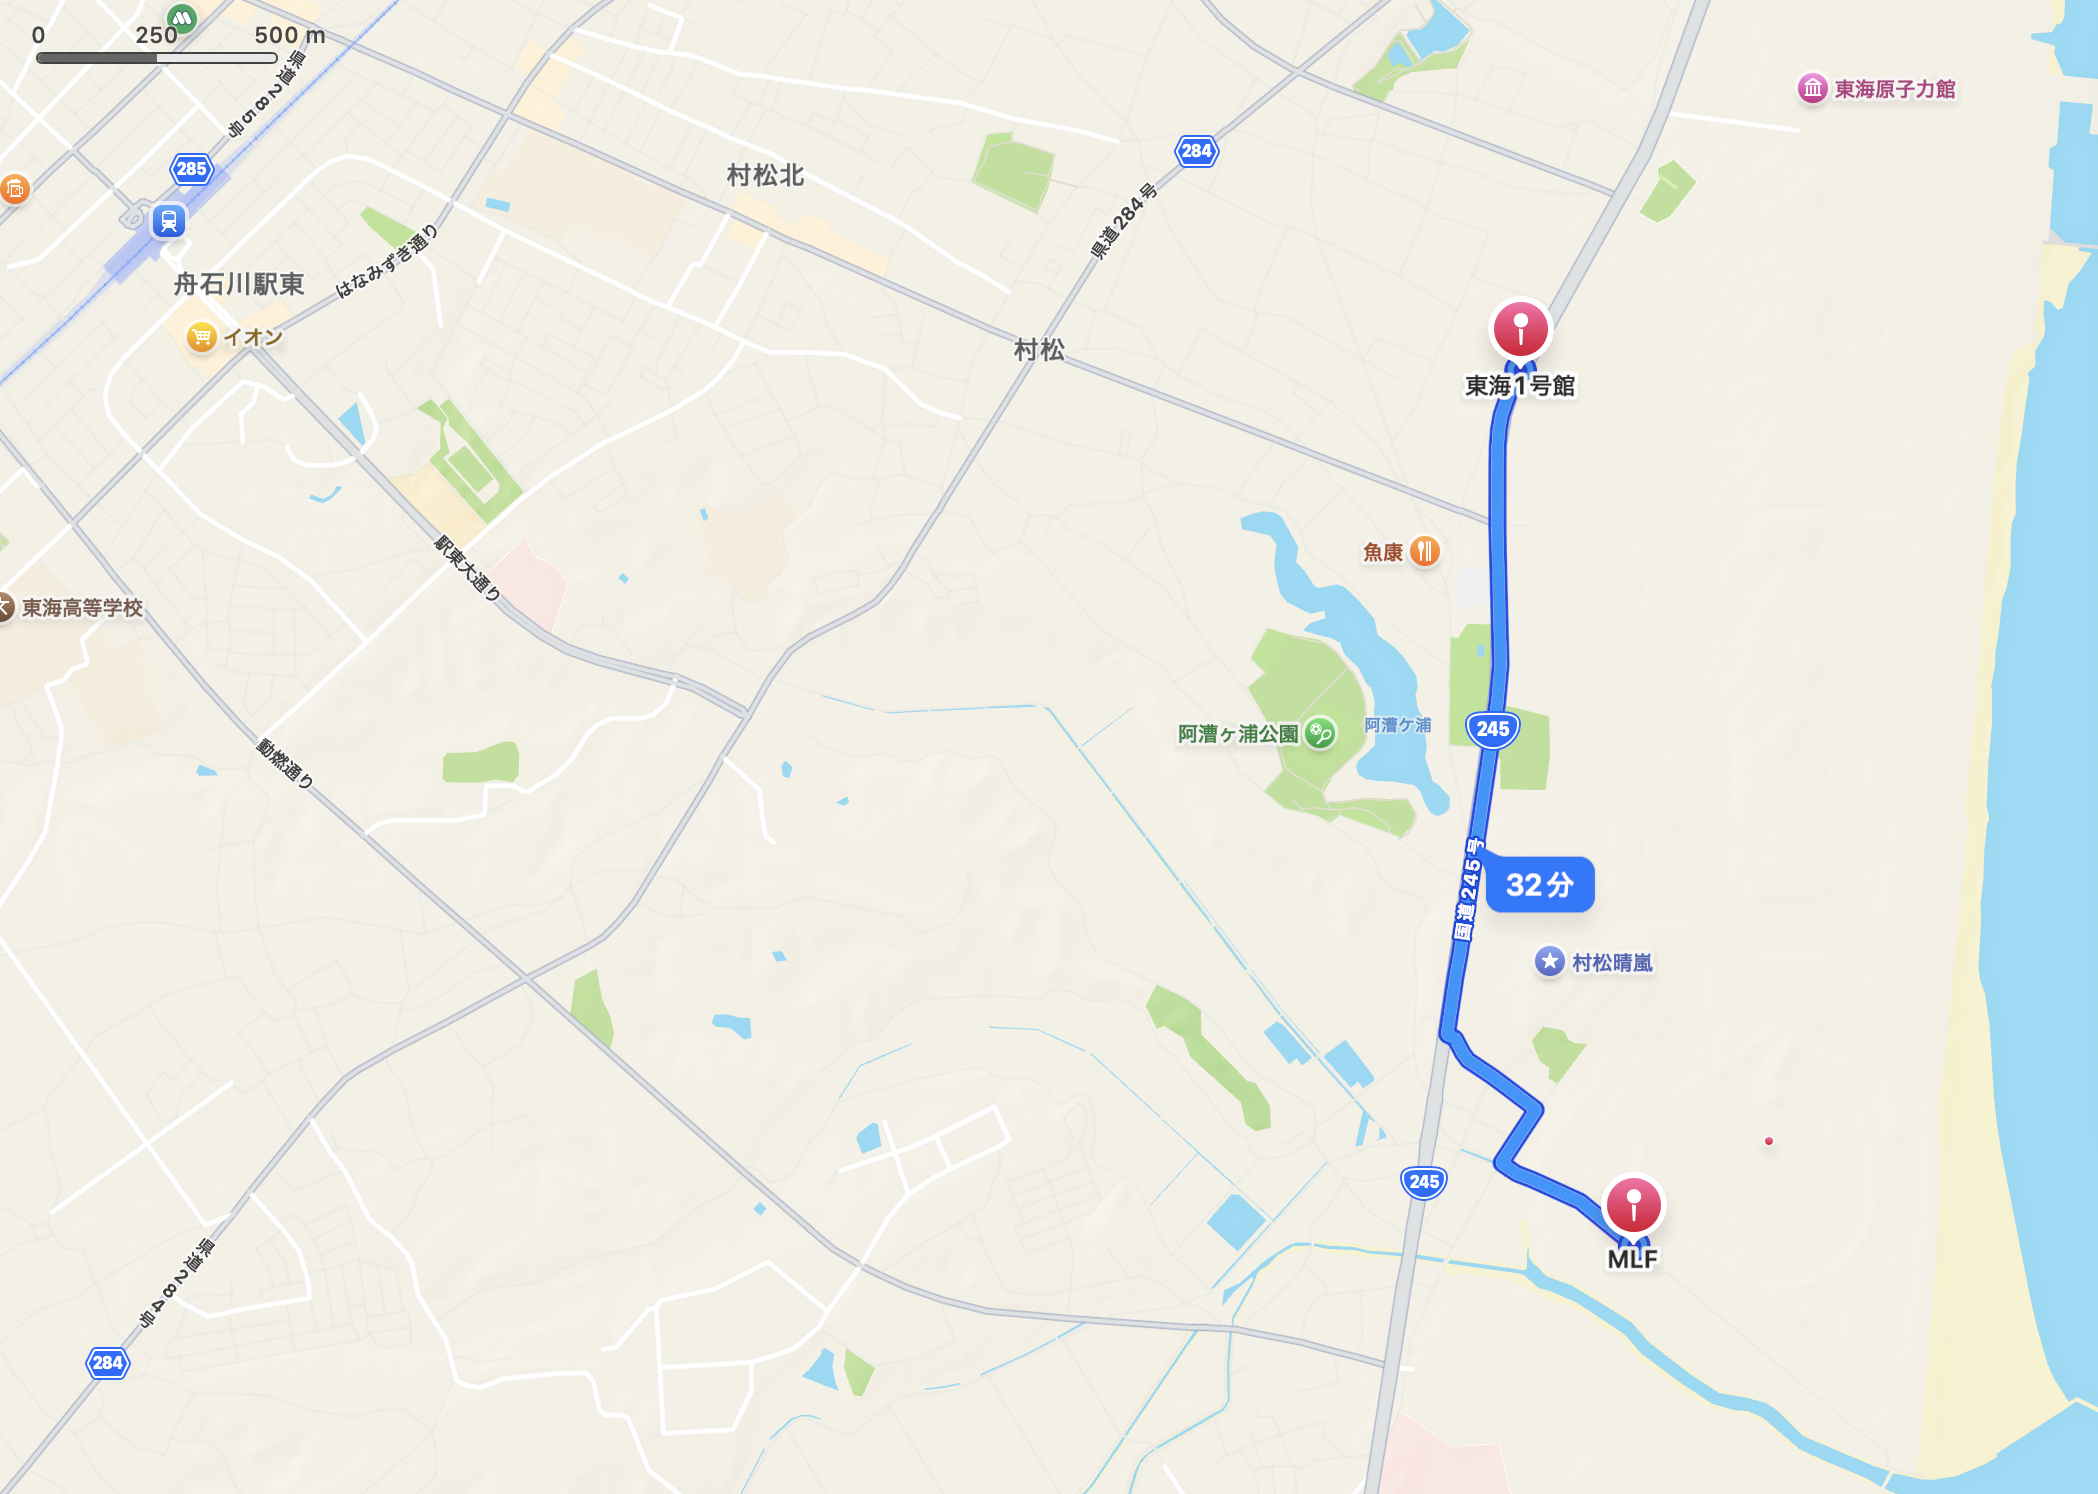 0 250 500 m
県道285号
285
東海原子力館
284
村松北
県道284号
はなみずき通り
舟石川駅東
イオン
村松
東海1号館
魚康
駅東大通り
東海高等学校
阿漕ヶ浦公園
阿漕ケ浦
245
動燃通り
国道245号
32分
村松晴嵐
245
MLF
県道284号
284